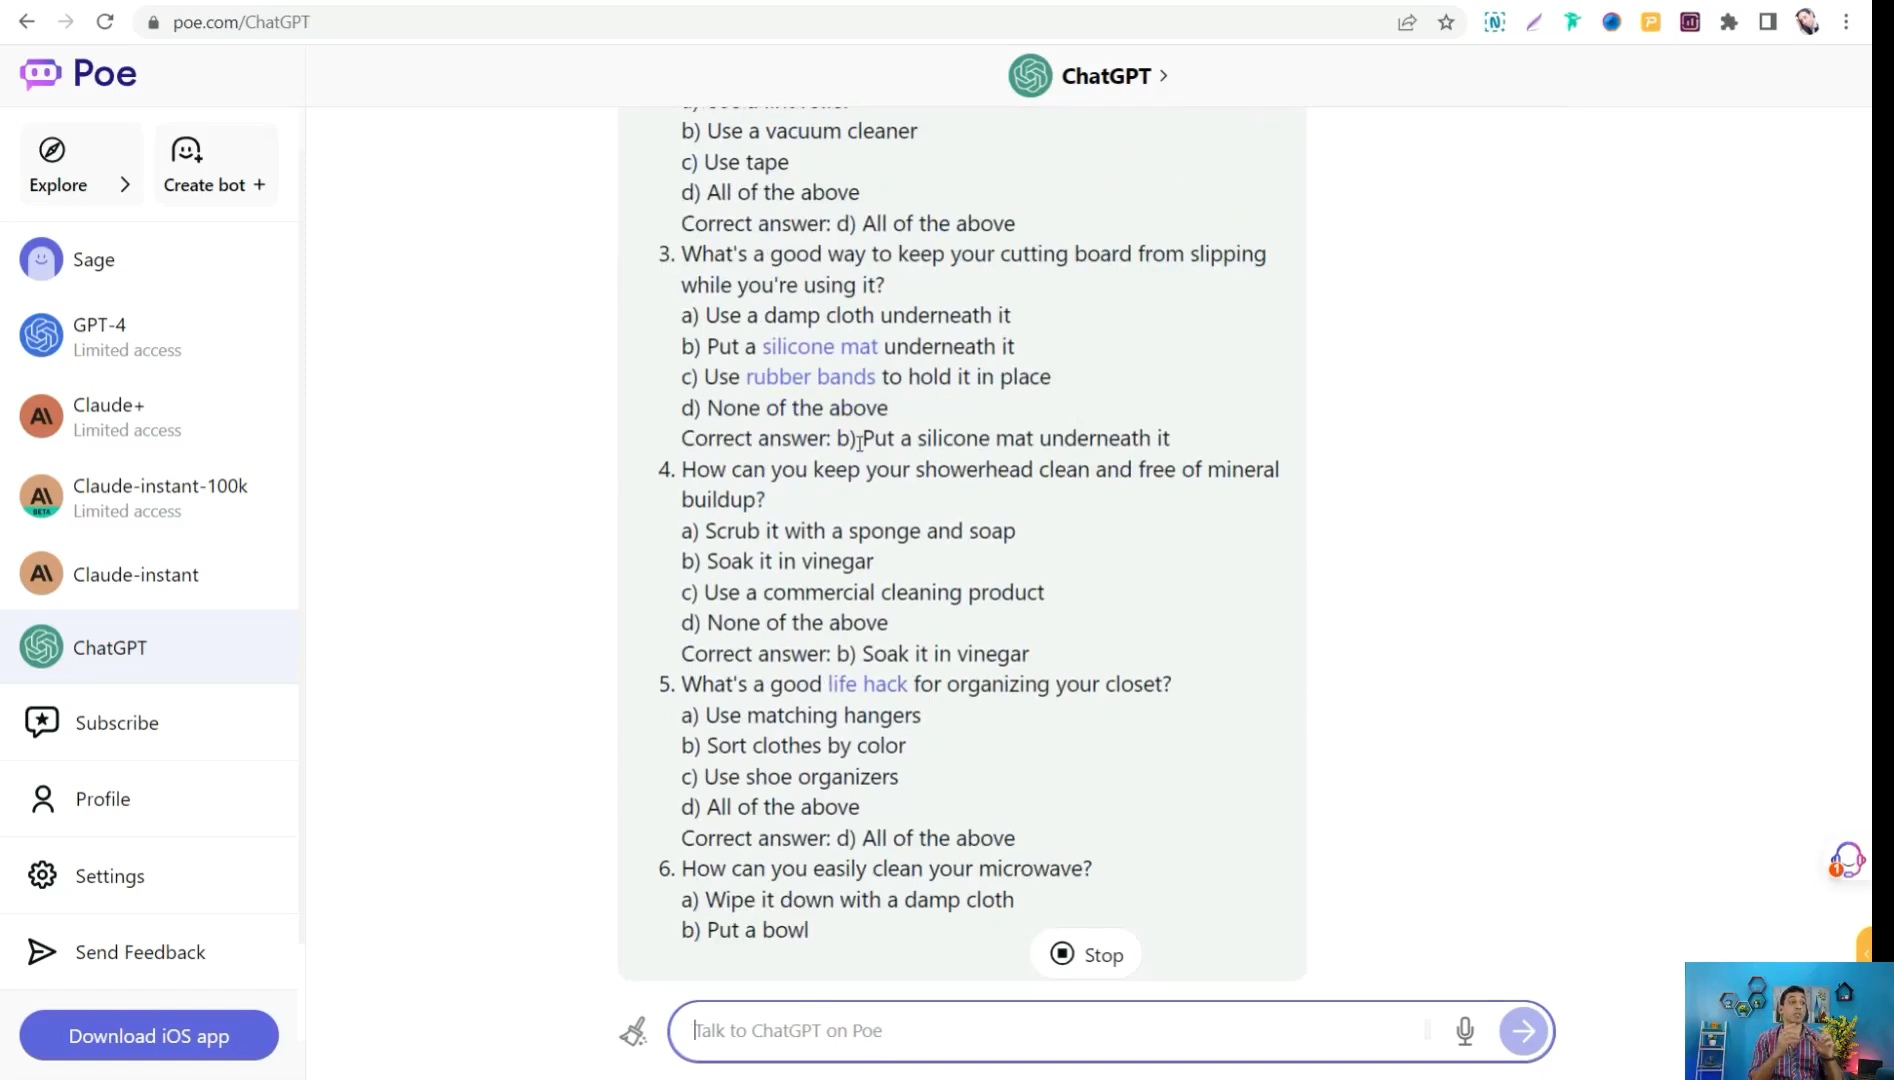 poe.com/ChatGPT
Poe
ChatGPT
Explore
Create bot +
Sage
GPT-4
Limited access
Claude+
Limited access
Claude-instant-100k
Limited access
BETA
Claude-instant
ChatGPT
Subscribe
Profile
Settings
Send Feedback
Download iOS app
b) Use a vacuum cleaner
c) Use tape
d) All of the above
Correct answer: d) All of the above
3. What's a good way to keep your cutting board from slipping
while you're using it?
a) Use a damp cloth underneath it
b) Put a silicone mat underneath it
c) Use rubber bands to hold it in place
d) None of the above
Correct answer: b) Put a silicone mat underneath it
4. How can you keep your showerhead clean and free of mineral
buildup?
a) Scrub it with a sponge and soap
b) Soak it in vinegar
c) Use a commercial cleaning product
d) None of the above
Correct answer: b) Soak it in vinegar
5. What's a good life hack for organizing your closet?
a) Use matching hangers
b) Sort clothes by color
c) Use shoe organizers
d) All of the above
Correct answer: d) All of the above
6. How can you easily clean your microwave?
a) Wipe it down with a damp cloth
b) Put a bowl
Stop
Talk to ChatGPT on Poe
1